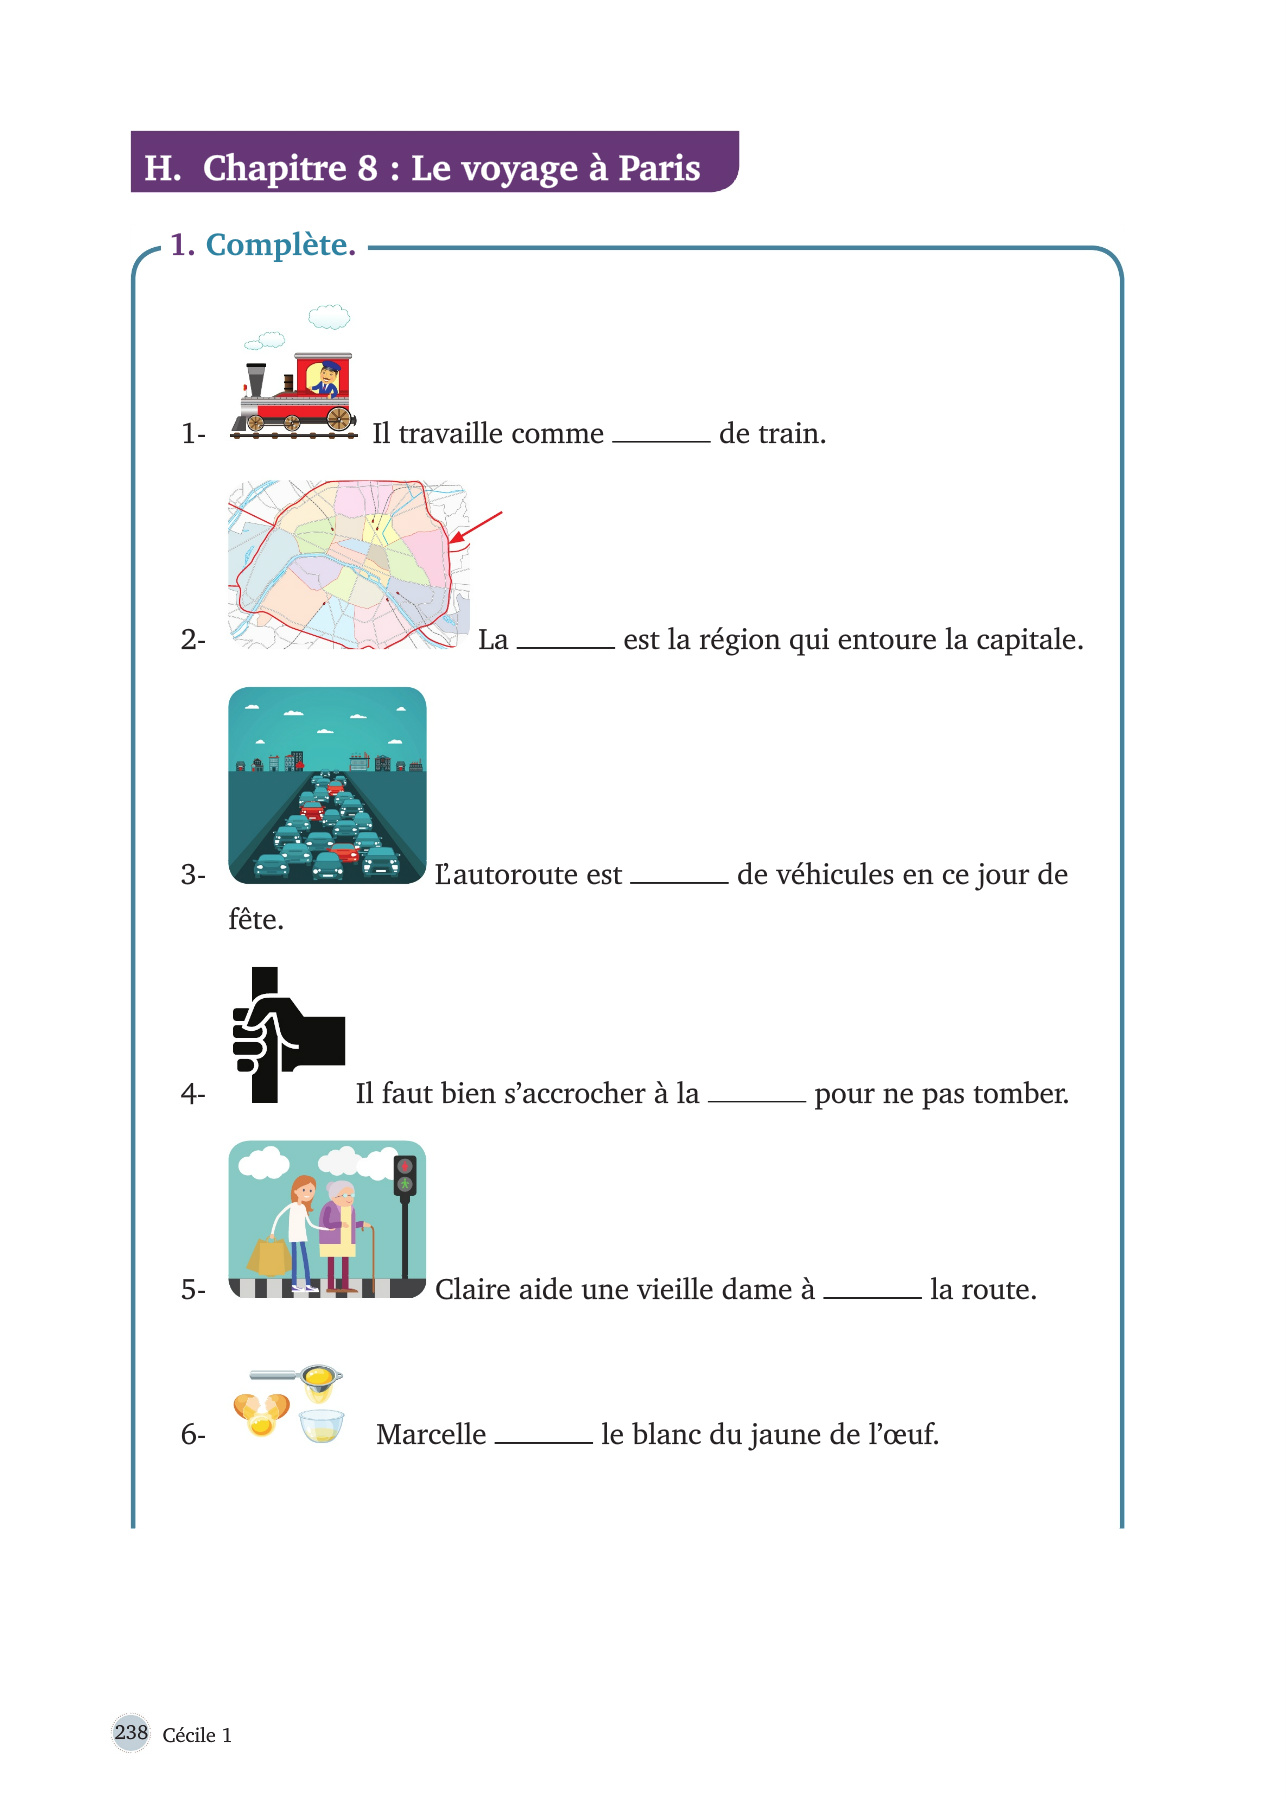 H. Chapitre 8 : Le voyage à Paris
1. Complète.
1- Il travaille comme _______ de train.
2- La _______ est la région qui entoure la capitale.
3- L’autoroute est _______ de véhicules en ce jour de
fête.
4- Il faut bien s’accrocher à la _______ pour ne pas tomber.
5- Claire aide une vieille dame à _______ la route.
6- Marcelle _______ le blanc du jaune de l’œuf.
238 Cécile 1